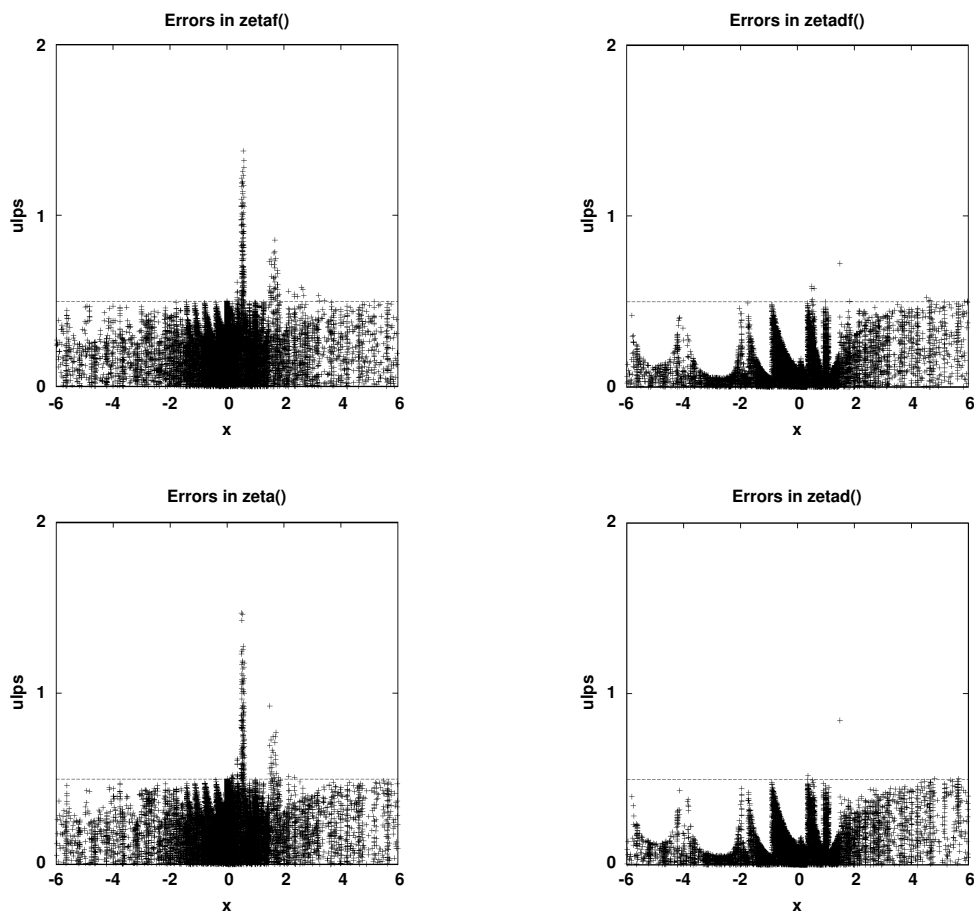 Errors in zetaf()
2
1
0
ulps
-6 -4 -2 0 2 4 6
x
Errors in zetadf()
2
1
0
ulps
-6 -4 -2 0 2 4 6
x
Errors in zeta()
2
1
0
ulps
-6 -4 -2 0 2 4 6
x
Errors in zetad()
2
1
0
ulps
-6 -4 -2 0 2 4 6
x